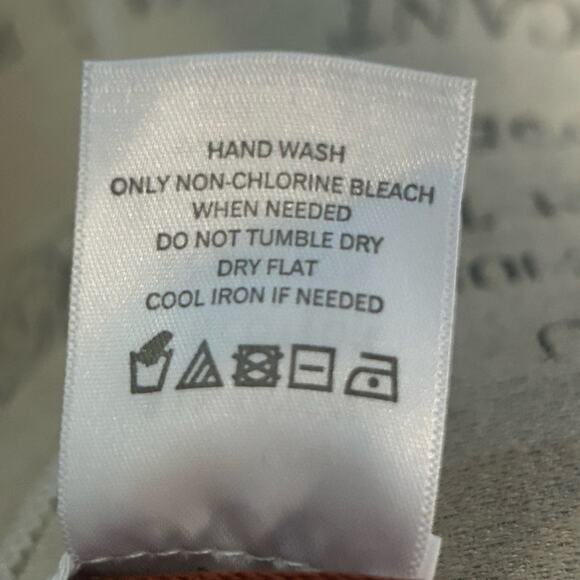 HAND WASH
ONLY NON-CHLORINE BLEACH
WHEN NEEDED
DO NOT TUMBLE DRY
DRY FLAT
COOL IRON IF NEEDED